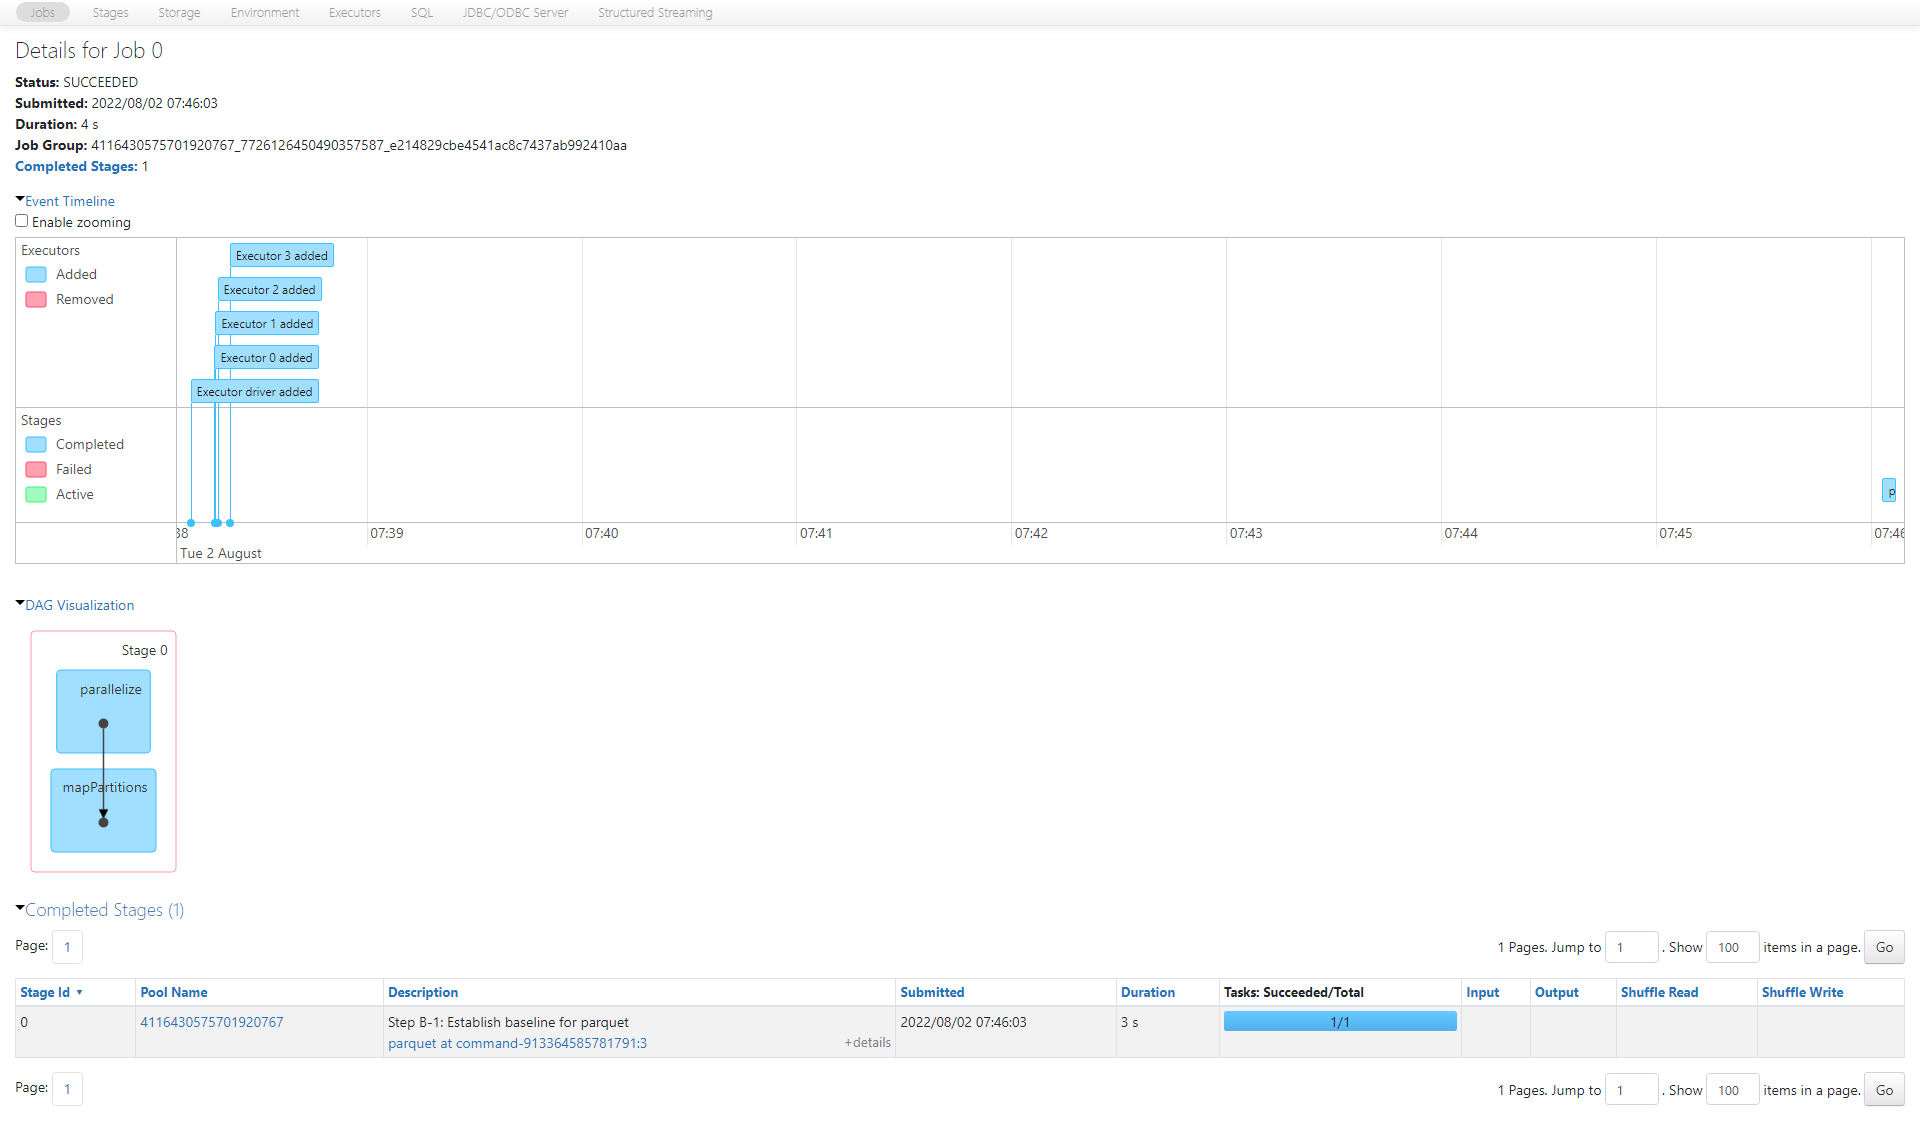 Jobs Stages Storage Environment Executors SQL JDBC/ODBC Server Structured Streaming
Details for Job 0
Status: SUCCEEDED
Submitted: 2022/08/02 07:46:03
Duration: 4 s
Job Group: 4116430575701920767_7726126450490357587_e214829cbe4541ac8c7437ab992410aa
Completed Stages: 1
Event Timeline
Enable zooming
Executors
Added
Removed
Executor 3 added
Executor 2 added
Executor 1 added
Executor 0 added
Executor driver added
Stages
Completed
Failed
Active
p
38 07:39 07:40 07:41 07:42 07:43 07:44 07:45 07:46
Tue 2 August
DAG Visualization
Stage 0
parallelize
mapPartitions
Completed Stages (1)
Page: 1 1 Pages. Jump to 1 . Show 100 items in a page. Go
Stage Id Pool Name Description Submitted Duration Tasks: Succeeded/Total Input Output Shuffle Read Shuffle Write
0 4116430575701920767 Step B-1: Establish baseline for parquet 2022/08/02 07:46:03 3 s 1/1
parquet at command-913364585781791:3 +details
Page: 1 1 Pages. Jump to 1 . Show 100 items in a page. Go